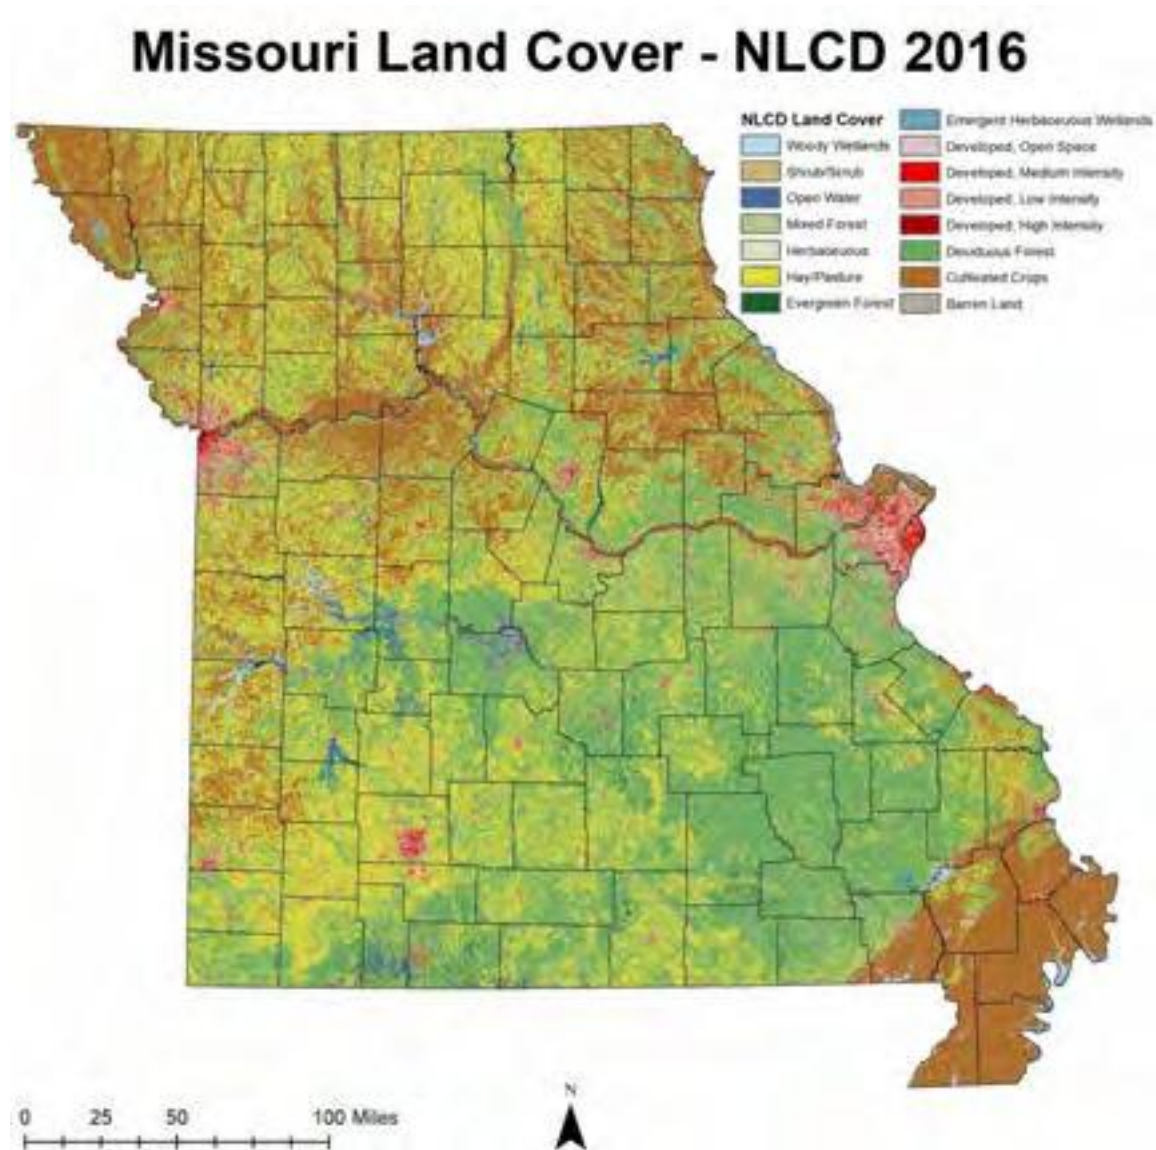 Missouri Land Cover - NLCD 2016
NLCD Land Cover
Woody Wetlands
Shrub/Scrub
Open Water
Mixed Forest
Herbaceuous
Hay/Pasture
Evergreen Forest
Emergent Herbaceuous Wetlands
Developed, Open Space
Developed, Medium Intensity
Developed, Low Intensity
Developed, High Intensity
Deciduous Forest
Cultivated Crops
Barren Land
N
0 25 50 100 Miles